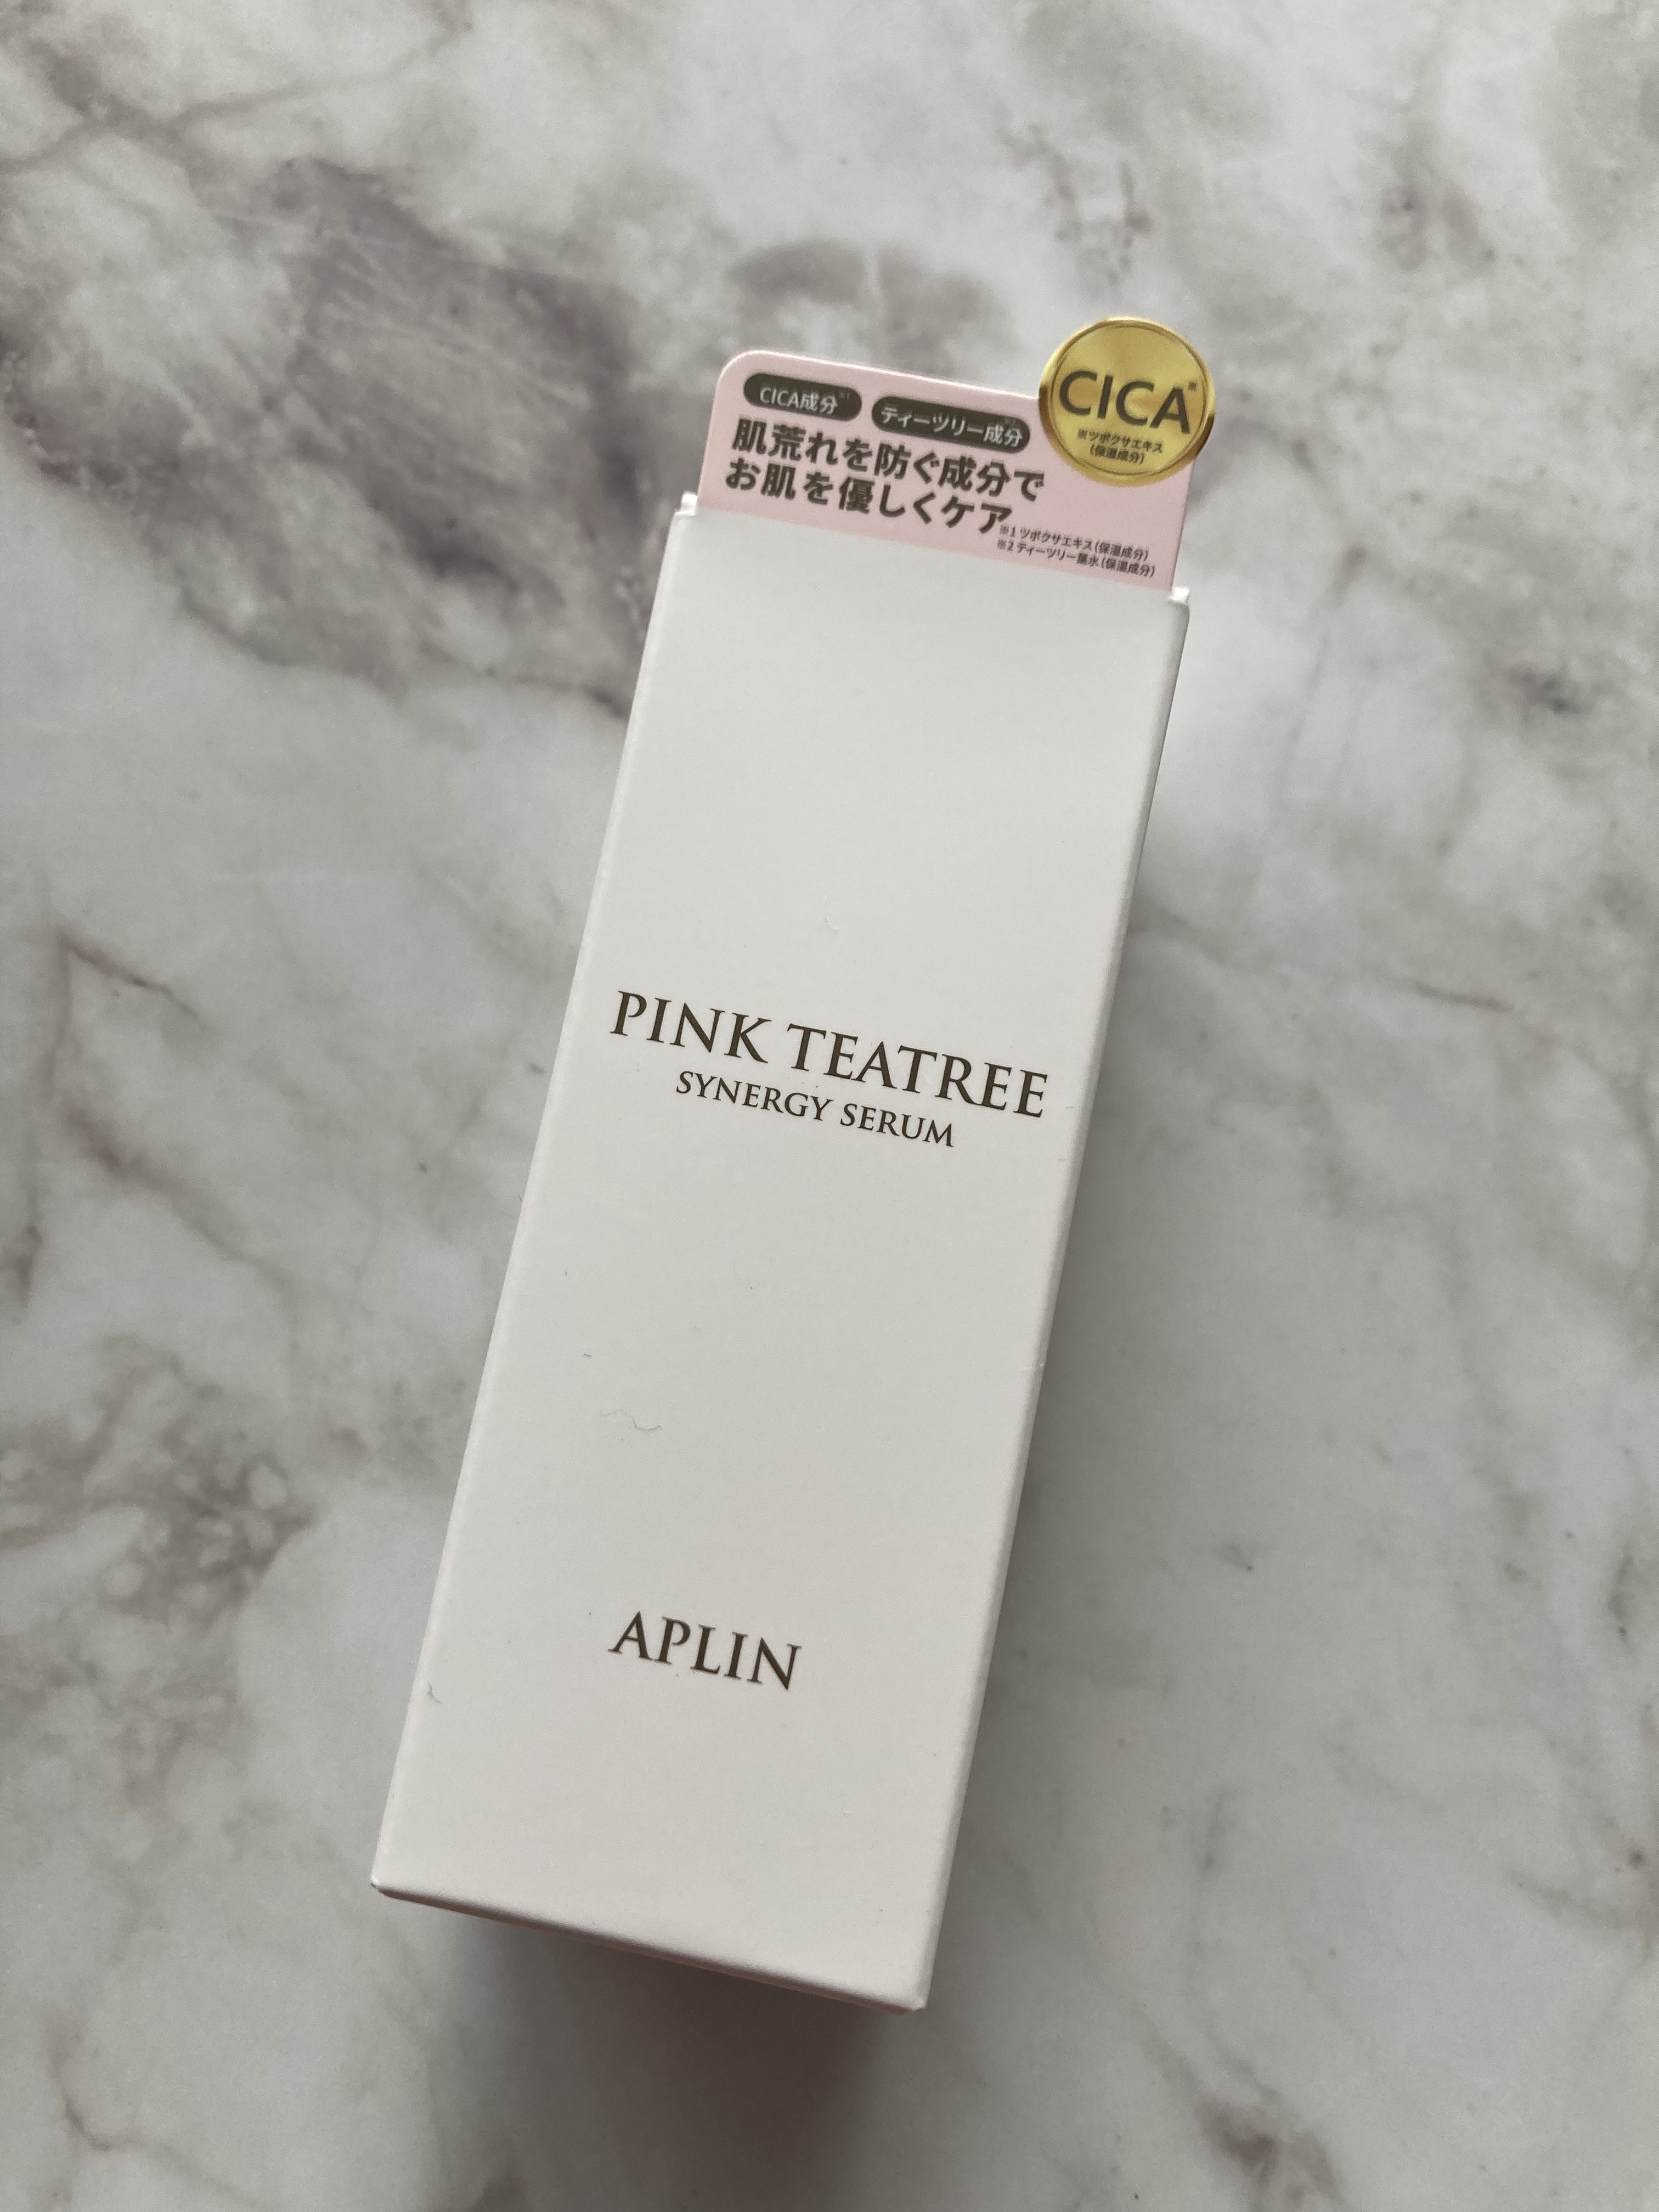 CICA※
※ツボクサエキス
(保湿成分)
CICA成分※1 ティーツリー成分※2
肌荒れを防ぐ成分で
お肌を優しくケア
※1 ツボクサエキス(保湿成分)
※2 ティーツリー葉水(保湿成分)
PINK TEATREE
SYNERGY SERUM
APLIN